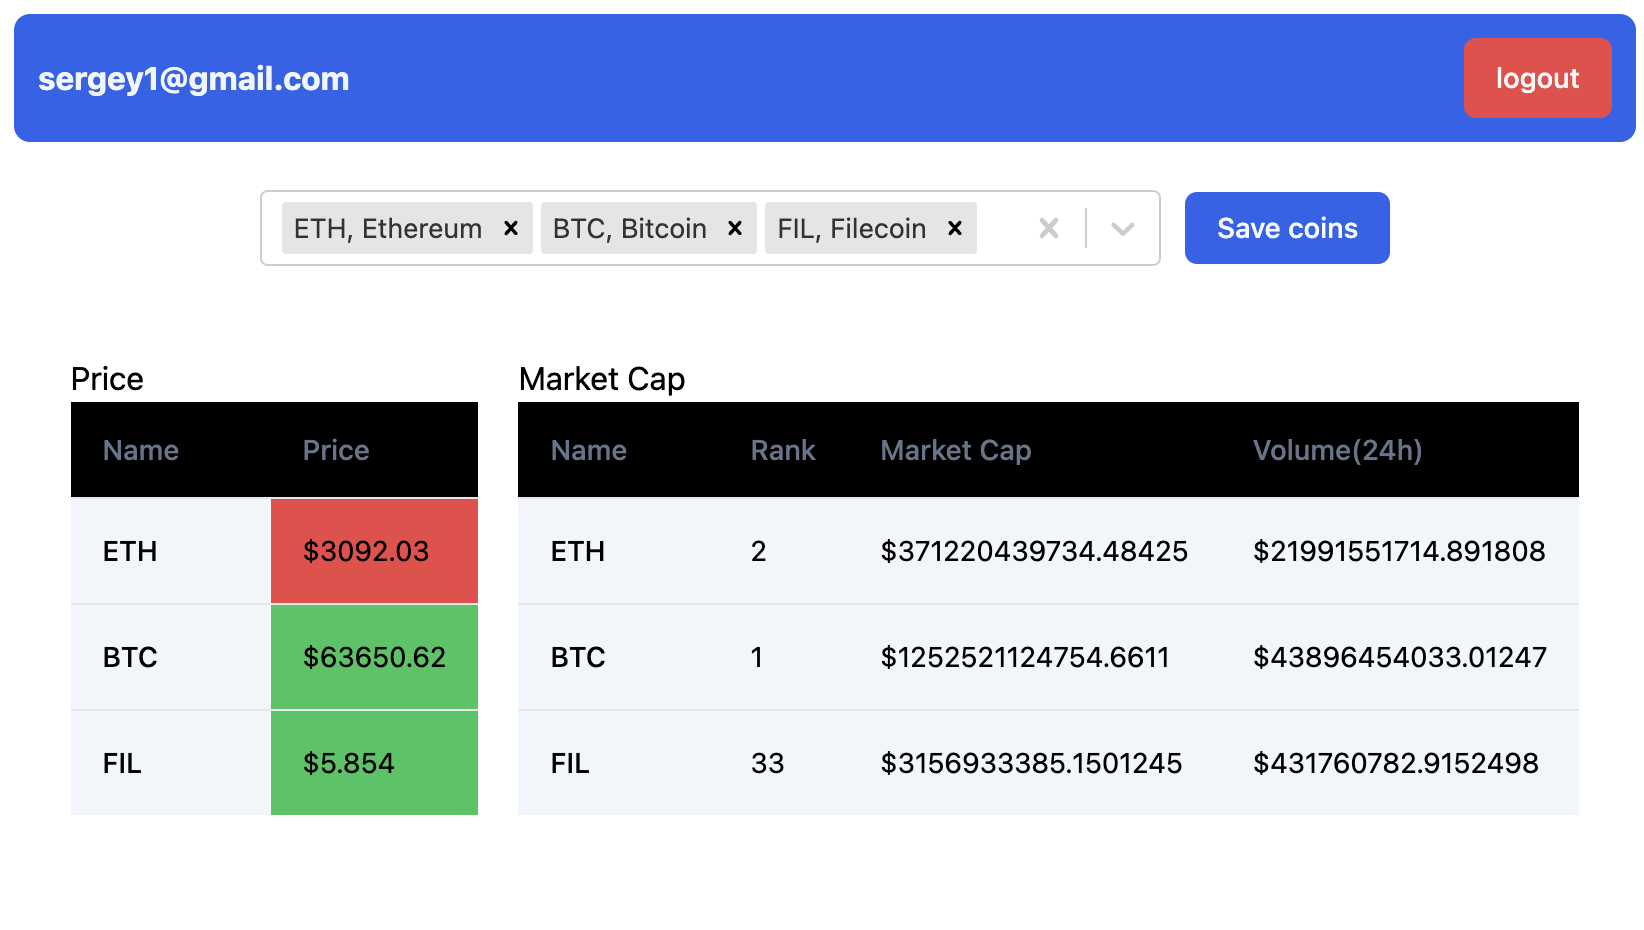 sergey1@gmail.com logout
ETH, Ethereum × BTC, Bitcoin × FIL, Filecoin × Save coins
Price Market Cap
Name Price Name Rank Market Cap Volume(24h)
ETH $3092.03 ETH 2 $371220439734.48425 $21991551714.891808
BTC $63650.62 BTC 1 $1252521124754.6611 $43896454033.01247
FIL $5.854 FIL 33 $3156933385.1501245 $431760782.9152498